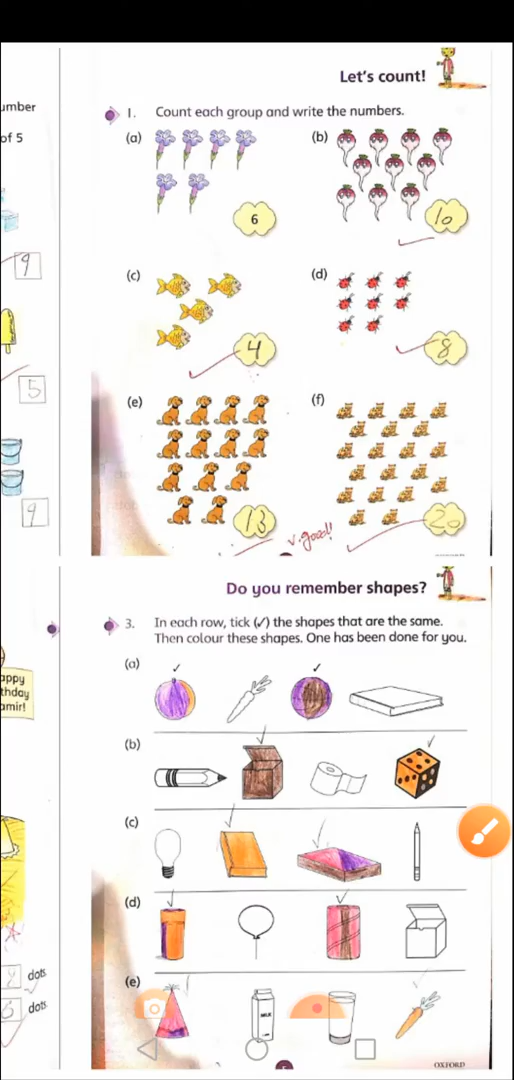 Let's count!
umber
of 5
1. Count each group and write the numbers.
(a)
(b)
6
10
9
(c)
(d)
4
8
5
(e)
(f)
13
20
9
v.good!
Do you remember shapes?
3. In each row, tick (✓) the shapes that are the same.
Then colour these shapes. One has been done for you.
(a)
appy
thday
amir!
(b)
(c)
(d)
dots
(e)
6 dots
MILK
OXFORD